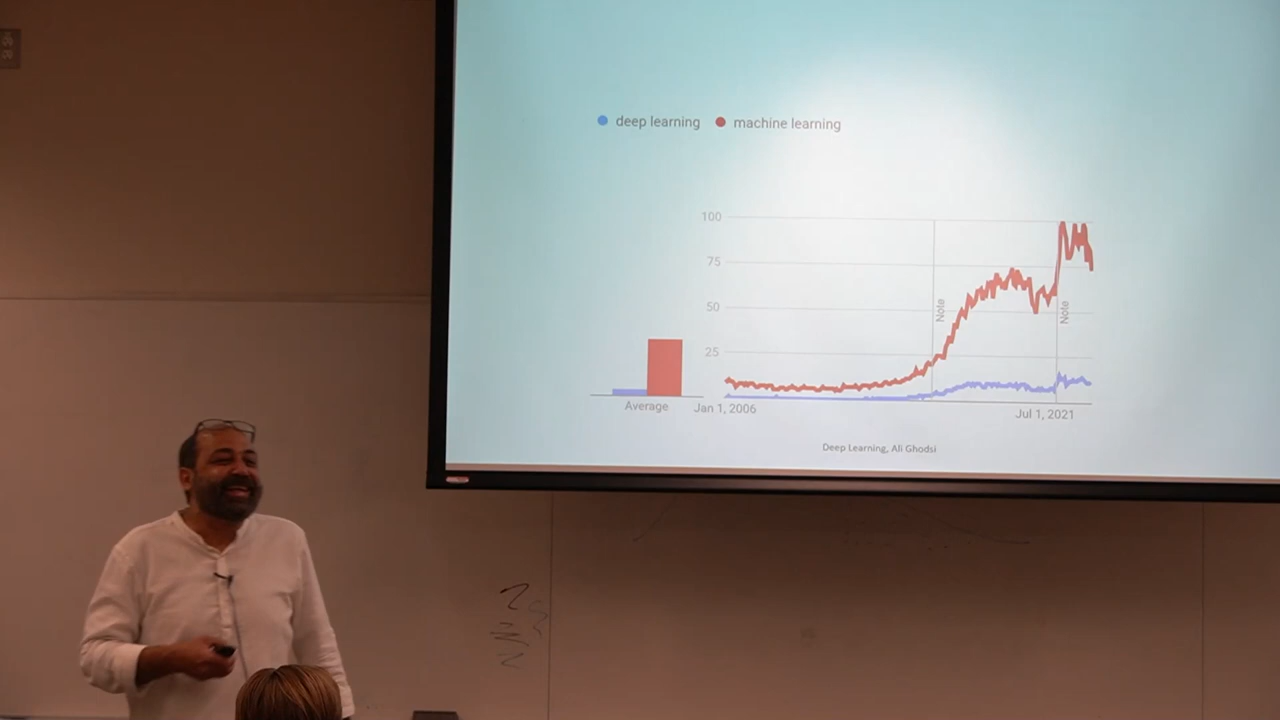 deep learning machine learning
100
75
50
25
Note
Note
Average
Jan 1, 2006
Jul 1, 2021
Deep Learning, Ali Ghodsi